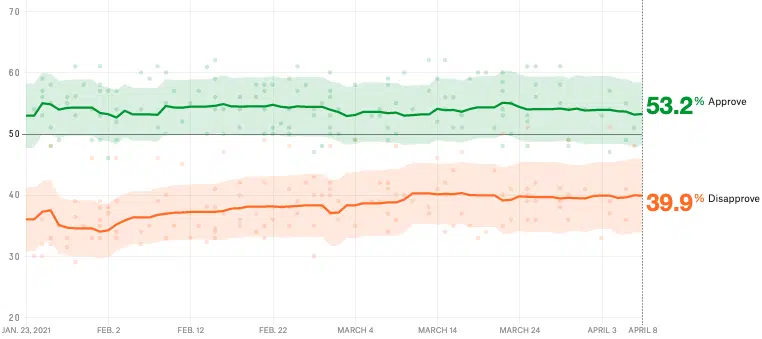 70
60
53.2% Approve
50
40
39.9% Disapprove
30
20
JAN. 23, 2021 FEB. 2 FEB. 12 FEB. 22 MARCH 4 MARCH 14 MARCH 24 APRIL 3 APRIL 8